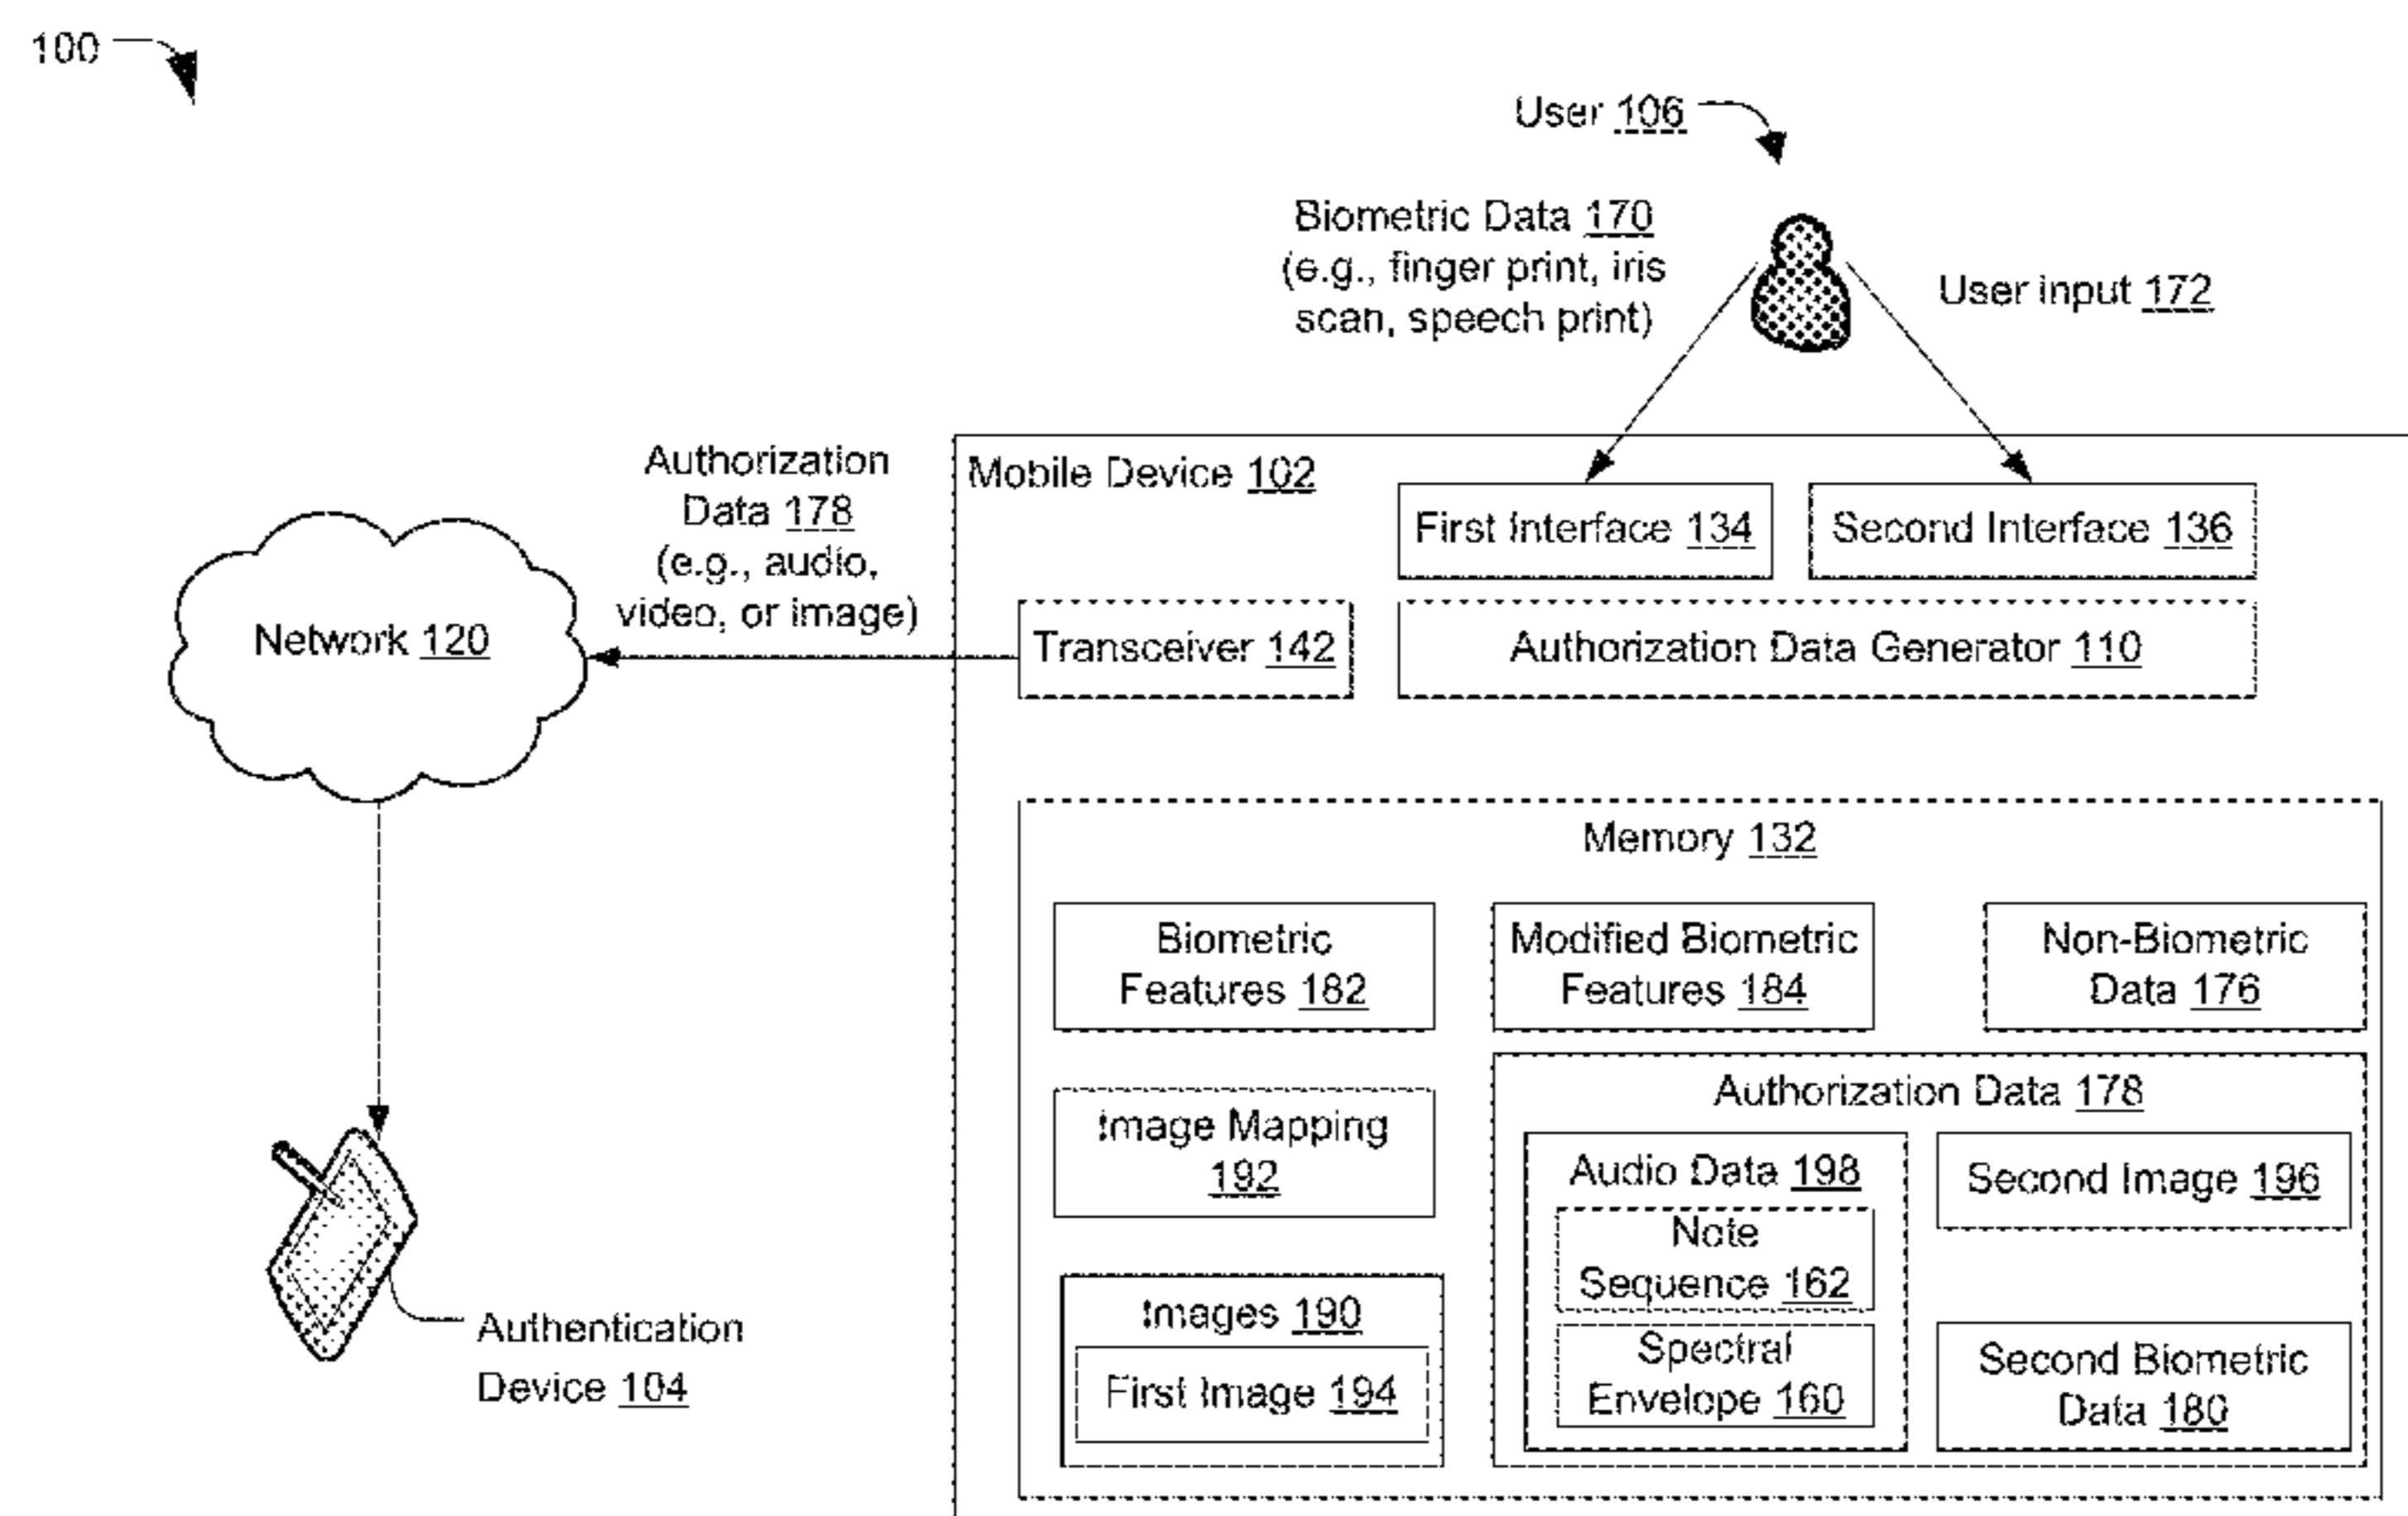 100
User 106
Biometric Data 170
(e.g., finger print, iris
scan, speech print)
User input 172
Authorization
Data 178
(e.g., audio,
video, or image)
Network 120
Authentication
Device 104
Mobile Device 102
First Interface 134
Second Interface 136
Transceiver 142
Authorization Data Generator 110
Memory 132
Biometric
Features 182
Modified Biometric
Features 184
Non-Biometric
Data 176
Image Mapping
192
Images 190
First Image 194
Authorization Data 178
Audio Data 198
Note
Sequence 162
Spectral
Envelope 160
Second Image 196
Second Biometric
Data 180